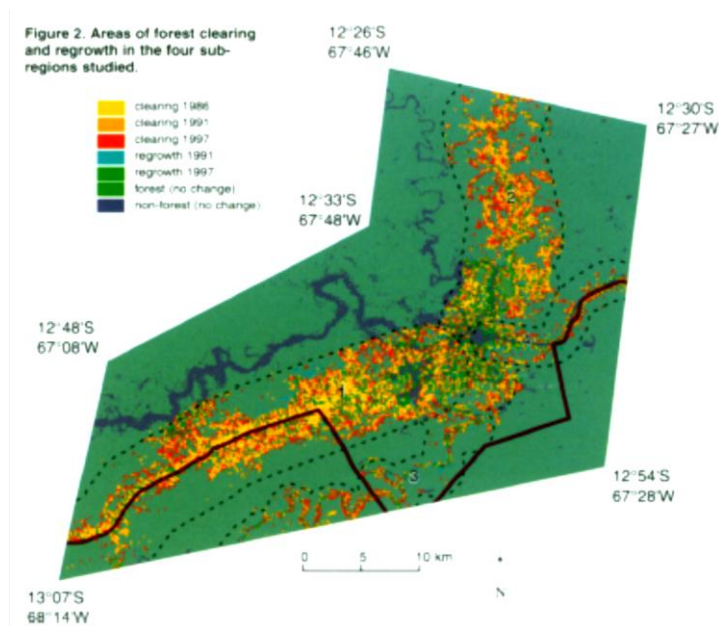 Figure 2. Areas of forest clearing
and regrowth in the four sub-
regions studied.
clearing 1986
clearing 1991
clearing 1997
regrowth 1991
regrowth 1997
forest (no change)
non-forest (no change)
12°26'S
67°46'W
12°30'S
67°27'W
12°33'S
67°48'W
12°48'S
67°08'W
12°54'S
67°28'W
13°07'S
68°14'W
2
1
3
0 5 10 km
N